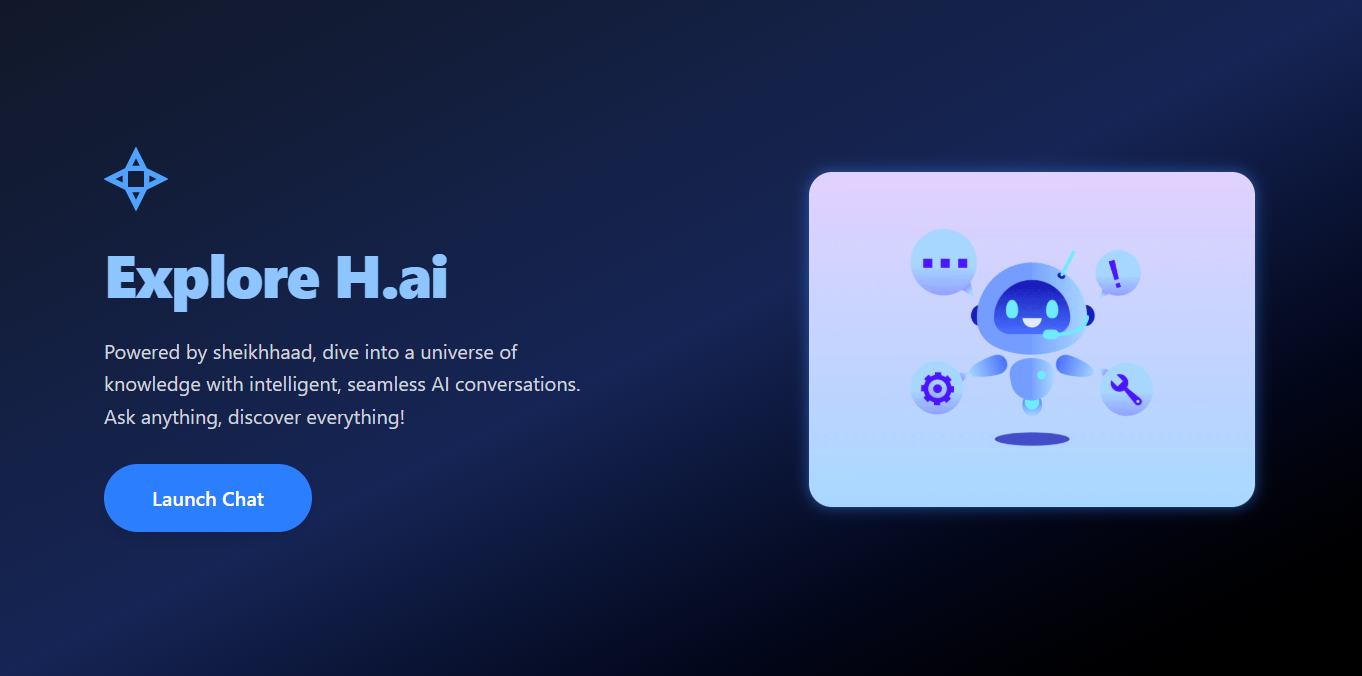 Explore H.ai
Powered by sheikhhaad, dive into a universe of
knowledge with intelligent, seamless AI conversations.
Ask anything, discover everything!
Launch Chat
!